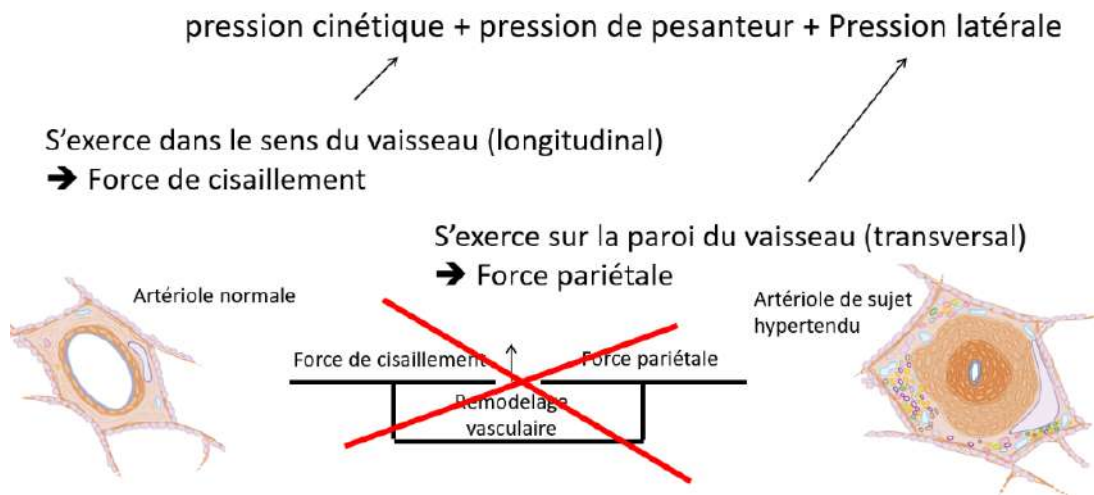 pression cinétique + pression de pesanteur + Pression latérale
S'exerce dans le sens du vaisseau (longitudinal)
➔ Force de cisaillement
S'exerce sur la paroi du vaisseau (transversal)
➔ Force pariétale
Artériole normale
Artériole de sujet
hypertendu
Force de cisaillement
Force pariétale
Remodelage
vasculaire